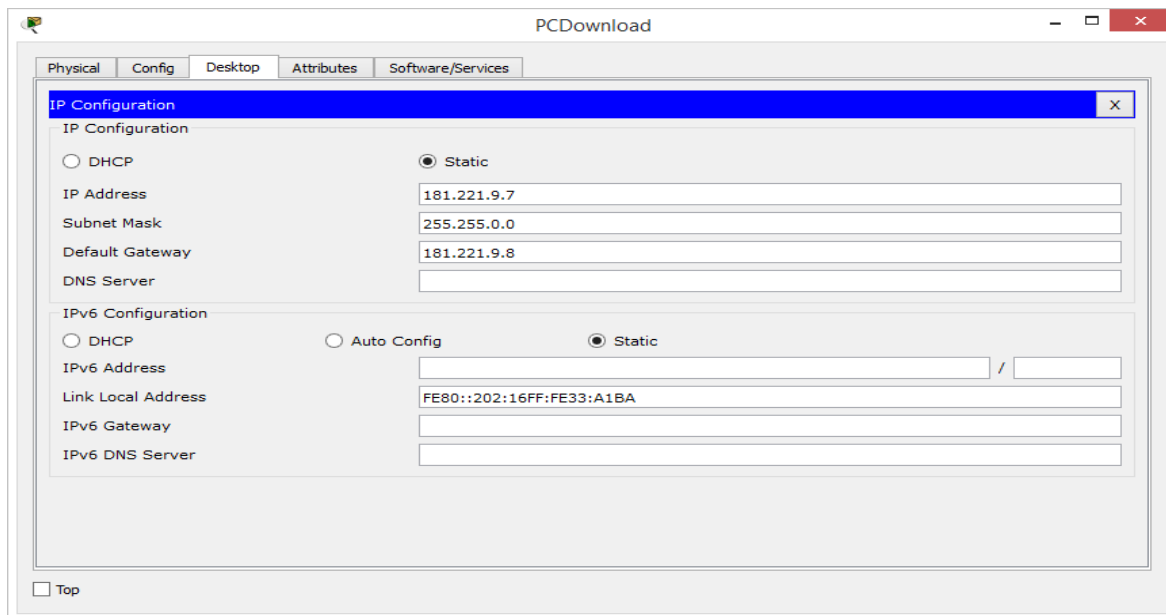 PCDownload
Physical Config Desktop Attributes Software/Services
IP Configuration X
IP Configuration
DHCP Static
IP Address 181.221.9.7
Subnet Mask 255.255.0.0
Default Gateway 181.221.9.8
DNS Server
IPv6 Configuration
DHCP Auto Config Static
IPv6 Address /
Link Local Address FE80::202:16FF:FE33:A1BA
IPv6 Gateway
IPv6 DNS Server
Top